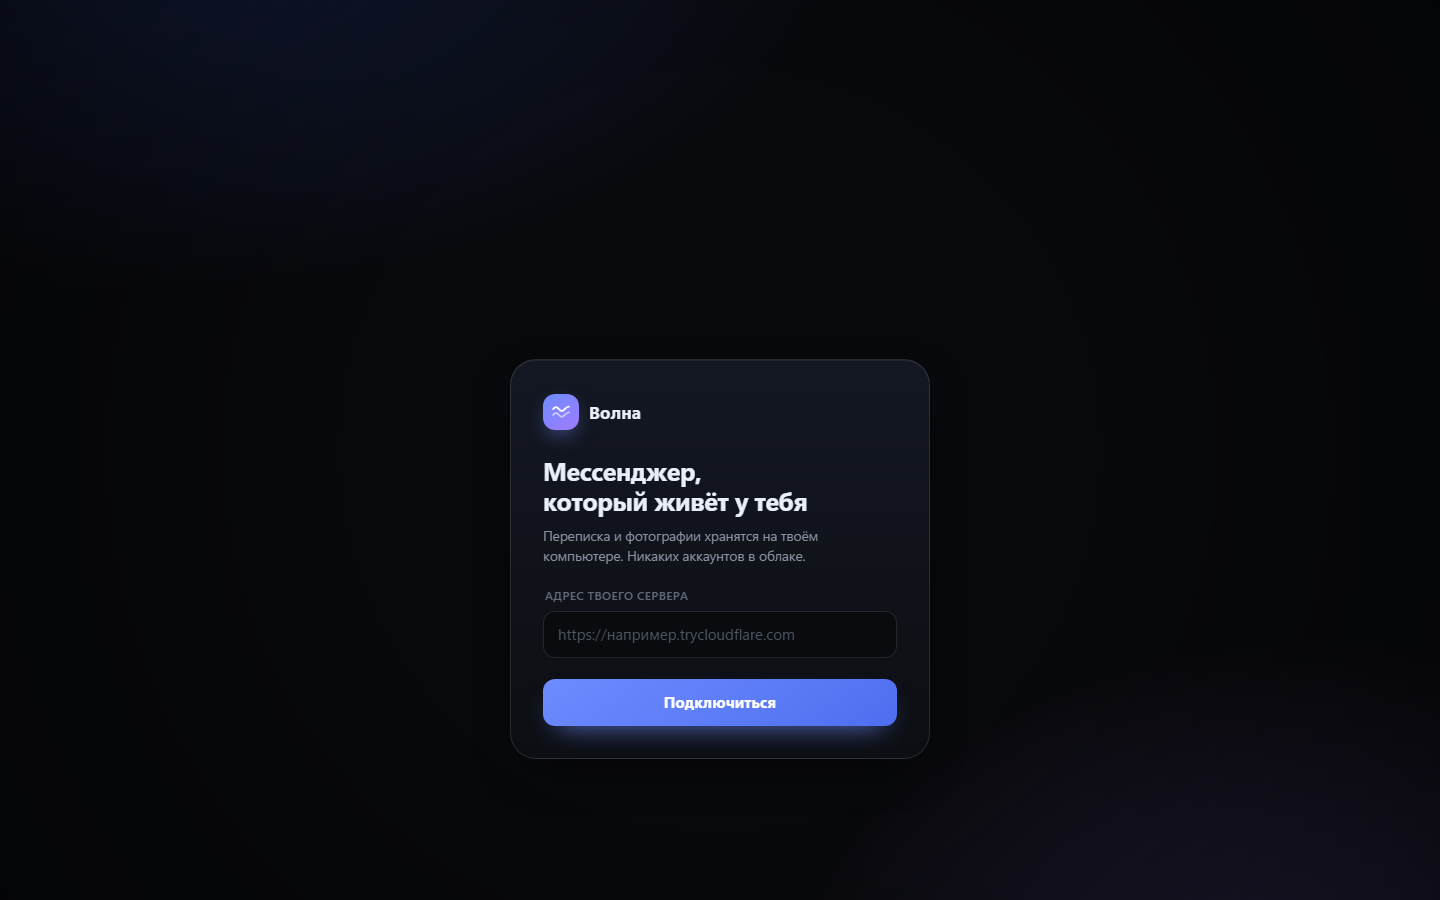 Волна
Мессенджер,
который живёт у тебя
Переписка и фотографии хранятся на твоём
компьютере. Никаких аккаунтов в облаке.
АДРЕС ТВОЕГО СЕРВЕРА
https://например.trycloudflare.com
Подключиться